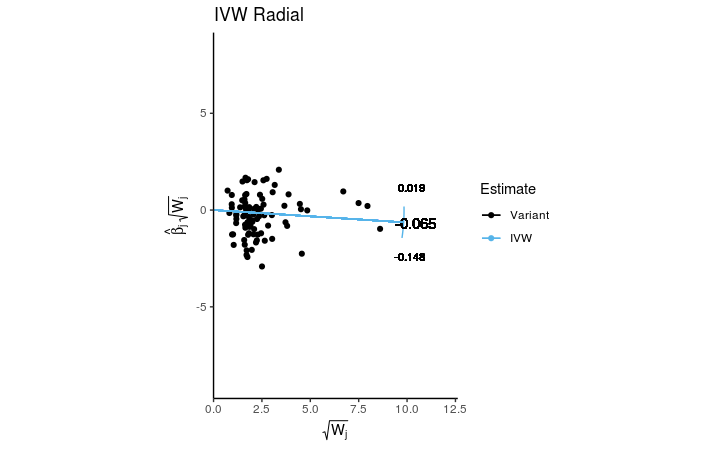 IVW Radial
5
0
-5
β̂j√Wj
0.0
2.5
5.0
7.5
10.0
12.5
√Wj
0.019
-0.065
-0.148
Estimate
Variant
IVW